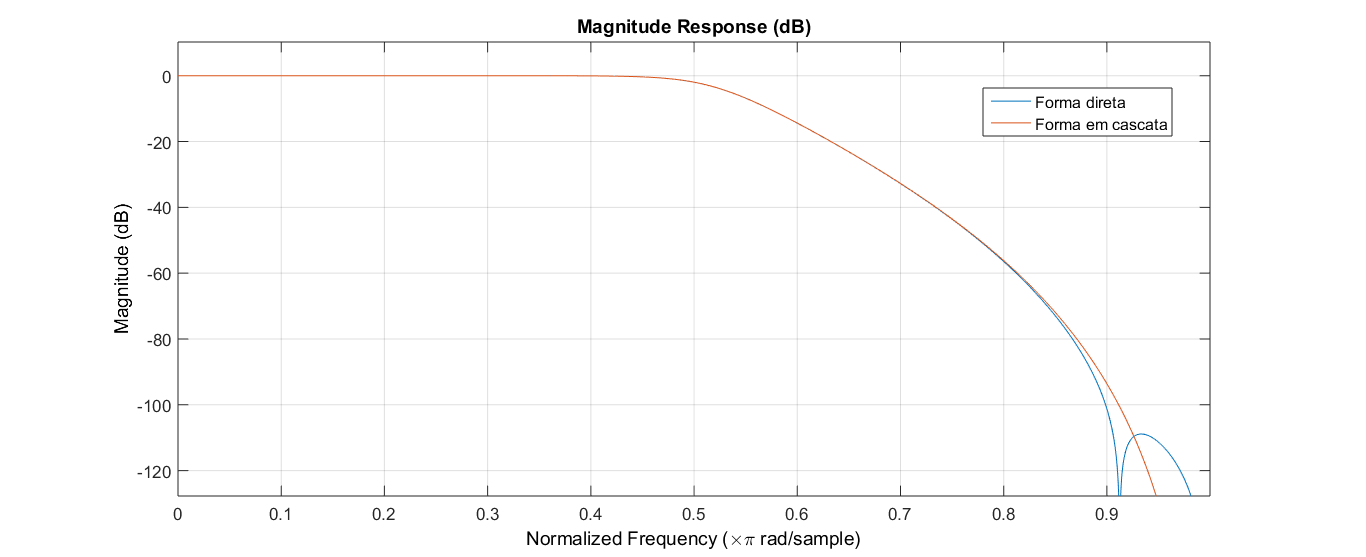 Magnitude Response (dB)
Magnitude (dB)
0
-20
-40
-60
-80
-100
-120
Forma direta
Forma em cascata
0 0.1 0.2 0.3 0.4 0.5 0.6 0.7 0.8 0.9
Normalized Frequency (×π rad/sample)